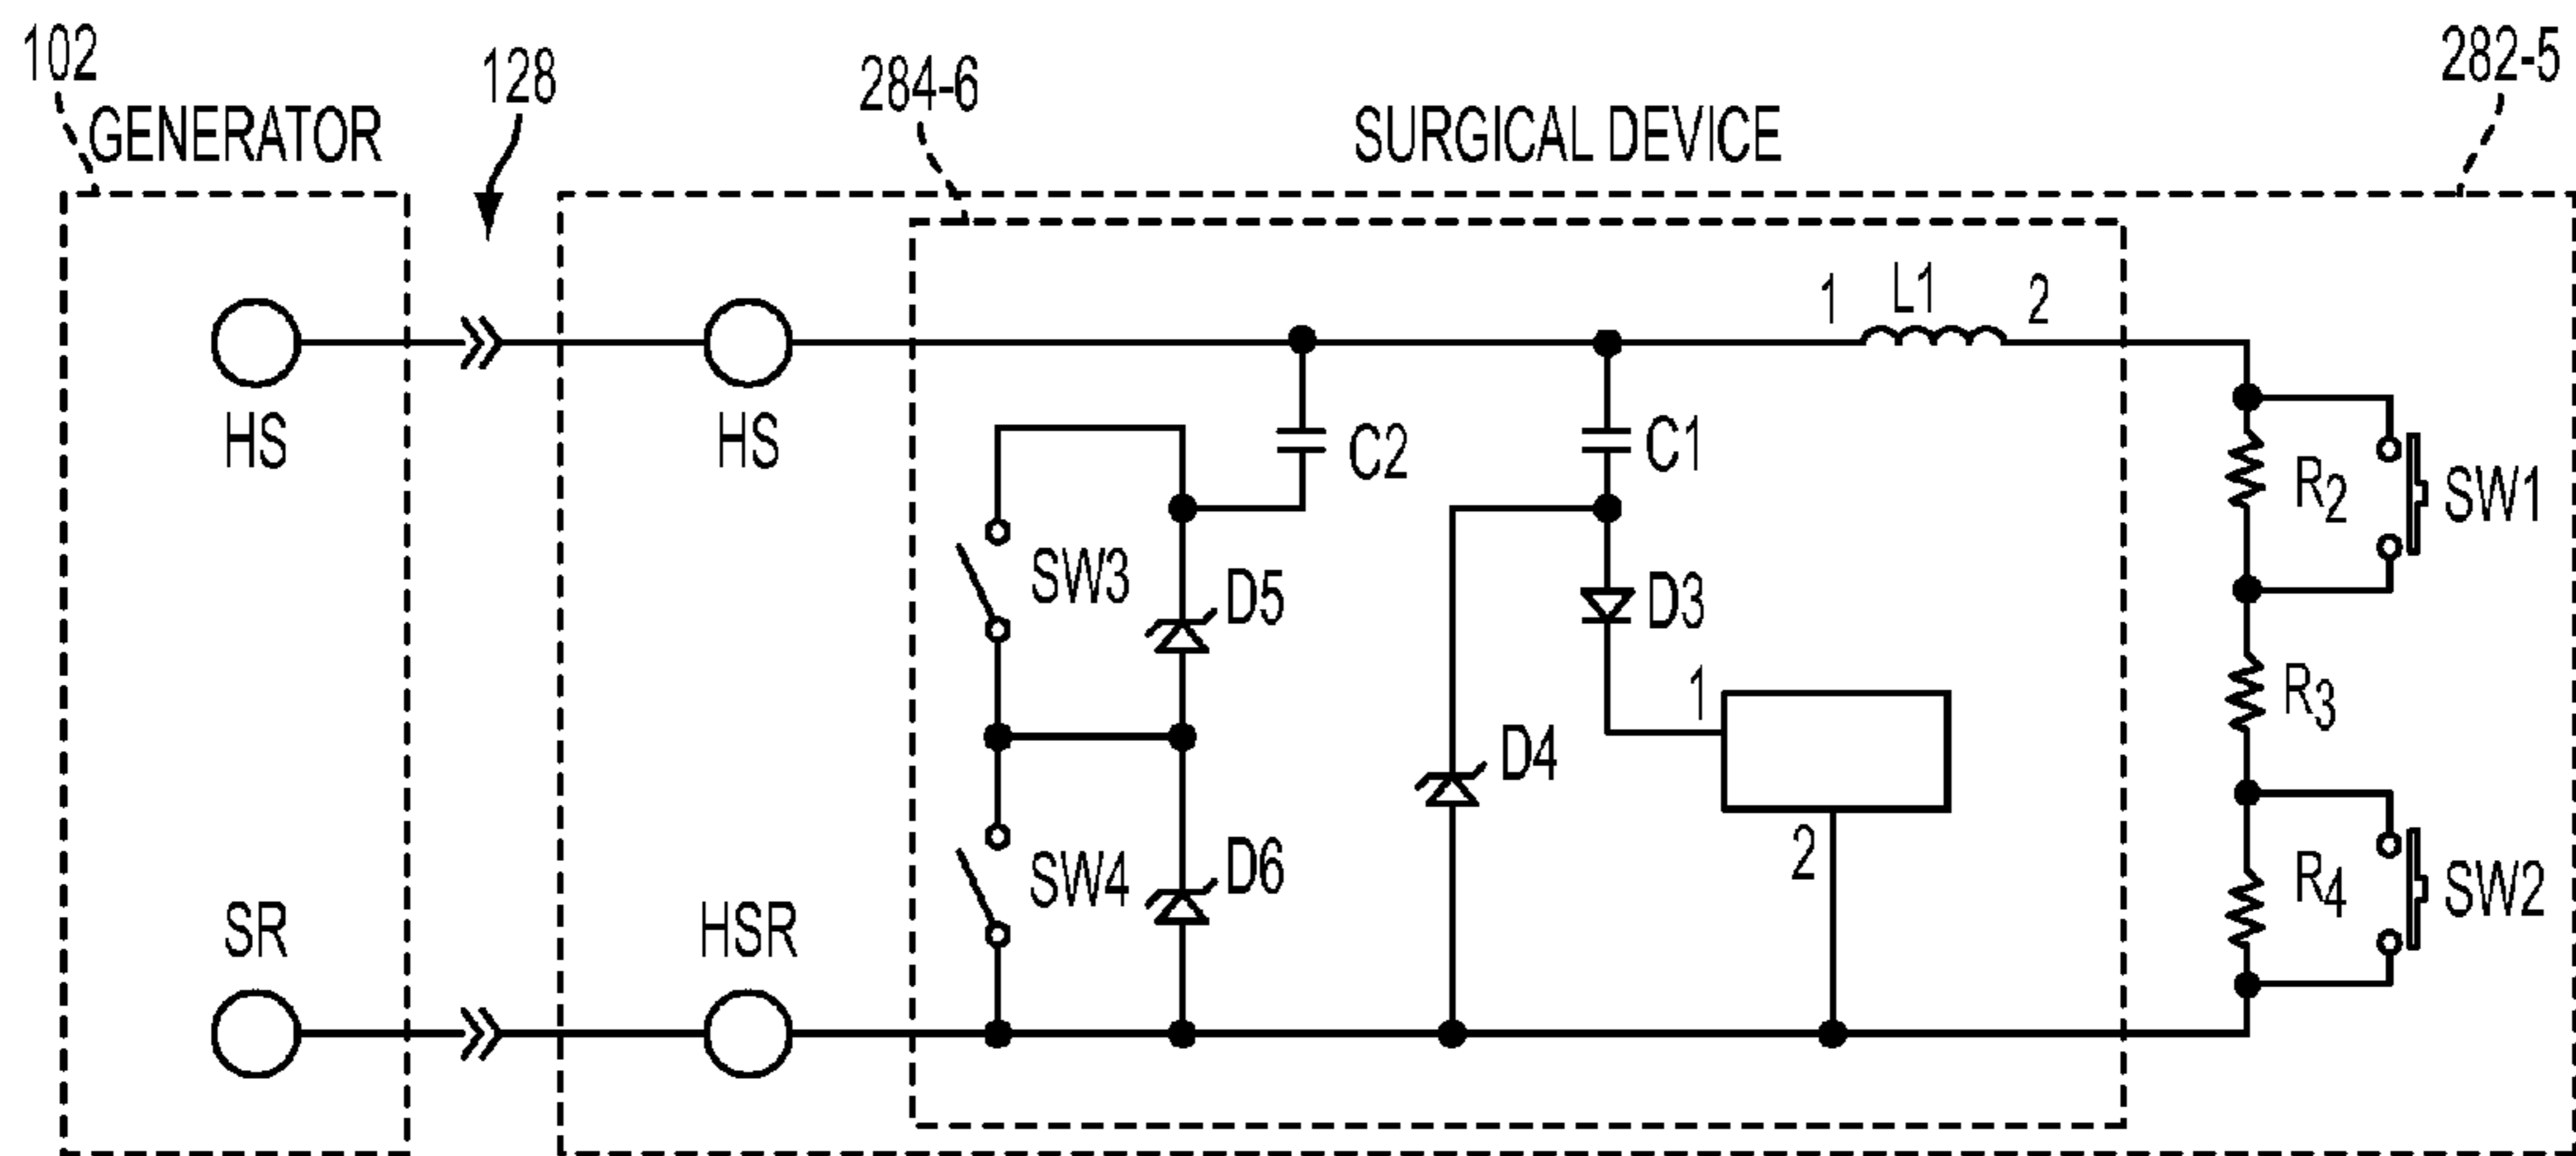 102
GENERATOR
128
284-6
SURGICAL DEVICE
282-5
HS
HS
C2
C1
1
L1
2
R2
SW1
SW3
D5
D3
R3
1
D4
2
SW4
D6
R4
SW2
SR
HSR